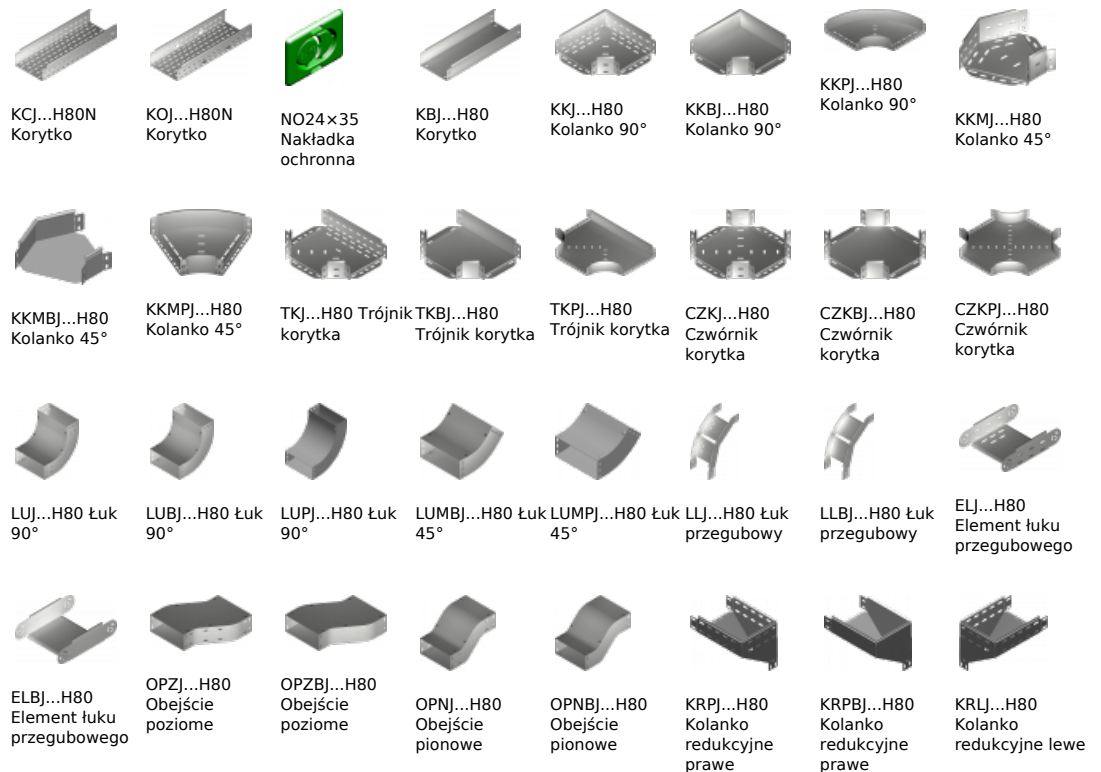 KCJ...H80N
Korytko
KOJ...H80N
Korytko
NO24×35
Nakładka
ochronna
KBJ...H80
Korytko
KKJ...H80
Kolanko 90°
KKBJ...H80
Kolanko 90°
KKPJ...H80
Kolanko 90°
KKMJ...H80
Kolanko 45°
KKMBJ...H80
Kolanko 45°
KKMPJ...H80
Kolanko 45°
TKJ...H80 Trójnik
korytka
TKBJ...H80
Trójnik korytka
TKPJ...H80
Trójnik korytka
CZKJ...H80
Czwórnik
korytka
CZKBJ...H80
Czwórnik
korytka
CZKPJ...H80
Czwórnik
korytka
LUJ...H80 Łuk
90°
LUBJ...H80 Łuk
90°
LUPJ...H80 Łuk
90°
LUMBJ...H80 Łuk
45°
LUMPJ...H80 Łuk
45°
LLJ...H80 Łuk
przegubowy
LLBJ...H80 Łuk
przegubowy
ELJ...H80
Element łuku
przegubowego
ELBJ...H80
Element łuku
przegubowego
OPZJ...H80
Obejście
poziome
OPZBJ...H80
Obejście
poziome
OPNJ...H80
Obejście
pionowe
OPNBJ...H80
Obejście
pionowe
KRPJ...H80
Kolanko
redukcyjne
prawe
KRPBJ...H80
Kolanko
redukcyjne
prawe
KRLJ...H80
Kolanko
redukcyjne lewe